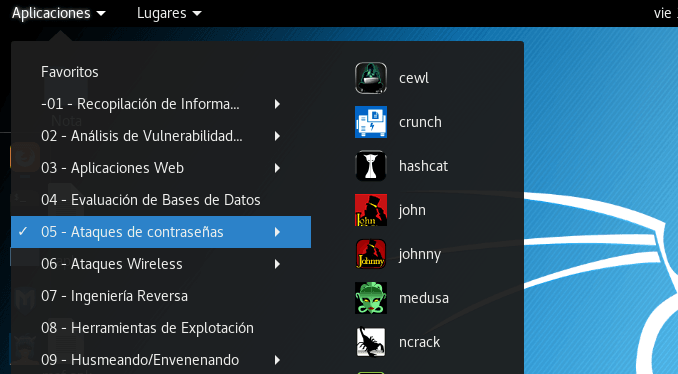 Aplicaciones Lugares vie
Favoritos
-01 - Recopilación de Informa...
02 - Análisis de Vulnerabilidad...
03 - Aplicaciones Web
04 - Evaluación de Bases de Datos
05 - Ataques de contraseñas
06 - Ataques Wireless
07 - Ingeniería Reversa
08 - Herramientas de Explotación
09 - Husmeando/Envenenando
cewl
crunch
hashcat
John
john
Johnny
johnny
medusa
ncrack
Nota